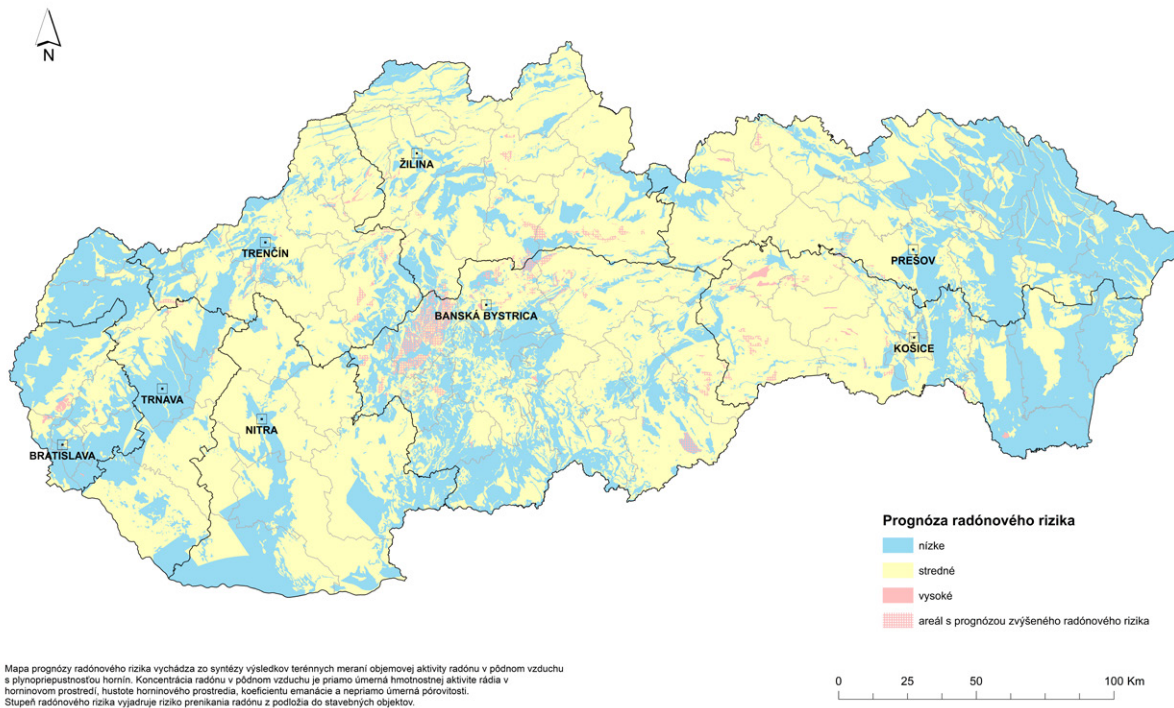 N
ŽILINA
TRENČÍN
PREŠOV
BANSKÁ BYSTRICA
KOŠICE
TRNAVA
NITRA
BRATISLAVA
Prognóza radónového rizika
nízke
stredné
vysoké
areál s prognózou zvýšeného radónového rizika
Mapa prognózy radónového rizika vychádza zo syntézy výsledkov terénnych meraní objemovej aktivity radónu v pôdnom vzduchu
s plynopriepustnosťou hornín. Koncentrácia radónu v pôdnom vzduchu je priamo úmerná hmotnostnej aktivite rádia v
horninovom prostredí, hustote horninového prostredia, koeficientu emanácie a nepriamo úmerná pórovitosti.
Stupeň radónového rizika vyjadruje riziko prenikania radónu z podložia do stavebných objektov.
0 25 50 100 Km